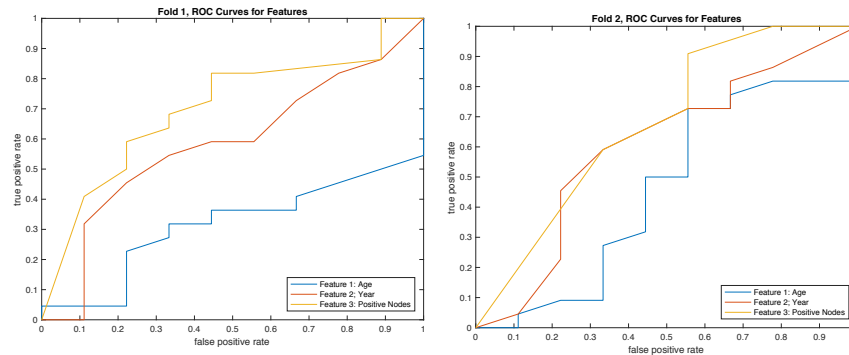 Fold 1, ROC Curves for Features
true positive rate
1
0.9
0.8
0.7
0.6
0.5
0.4
0.3
0.2
0.1
0
0 0.1 0.2 0.3 0.4 0.5 0.6 0.7 0.8 0.9 1
false positive rate
Feature 1: Age
Feature 2; Year
Feature 3: Positive Nodes
Fold 2, ROC Curves for Features
true positive rate
1
0.9
0.8
0.7
0.6
0.5
0.4
0.3
0.2
0.1
0
0 0.1 0.2 0.3 0.4 0.5 0.6 0.7 0.8 0.9
false positive rate
Feature 1: Age
Feature 2; Year
Feature 3: Positive Nodes